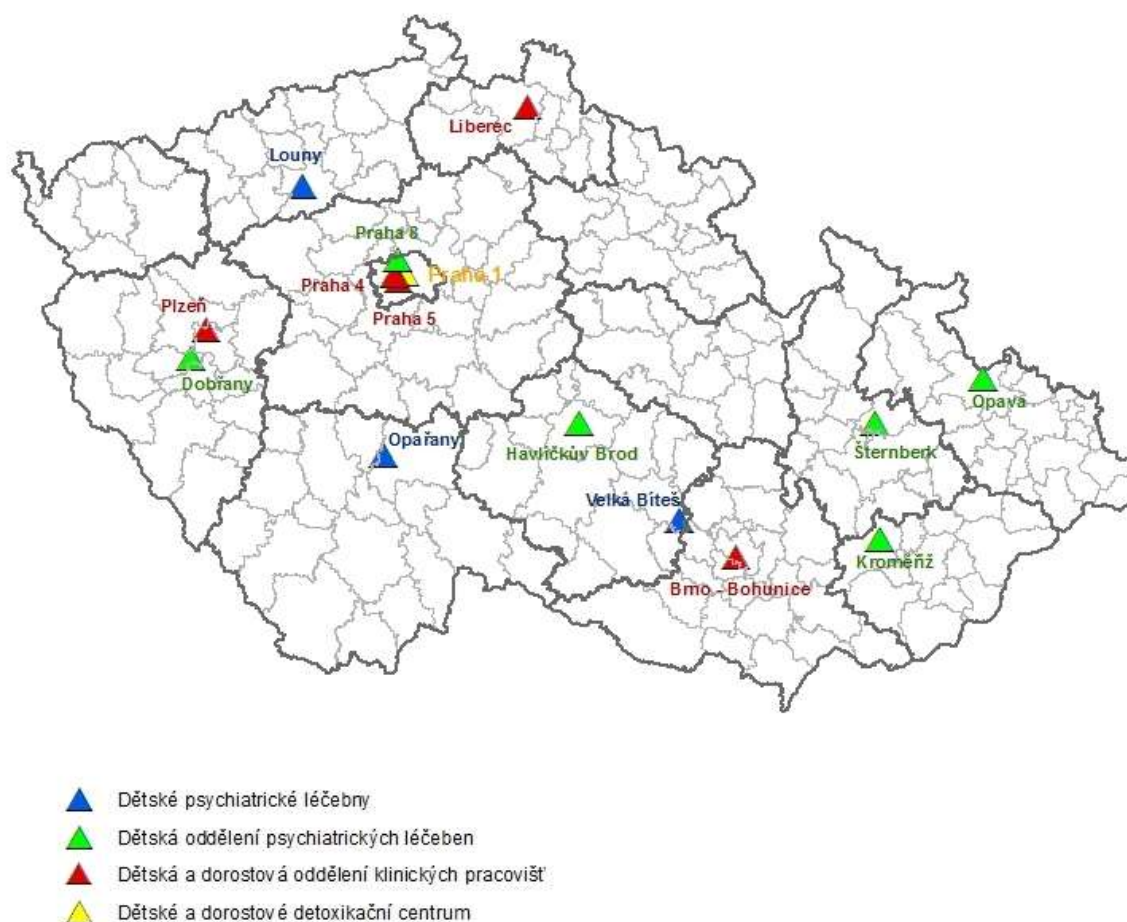 Liberec
Louny
Praha 8
Praha 1
Praha 4
Praha 5
Plzeň
Dobřany
Opařany
Havlíčkův Brod
Velká Bíteš
Brno - Bohunice
Opava
Šternberk
Kroměříž
Dětské psychiatrické léčebny
Dětská oddělení psychiatrických léčeben
Dětská a dorostová oddělení klinických pracovišť
Dětské a dorostové detoxikační centrum